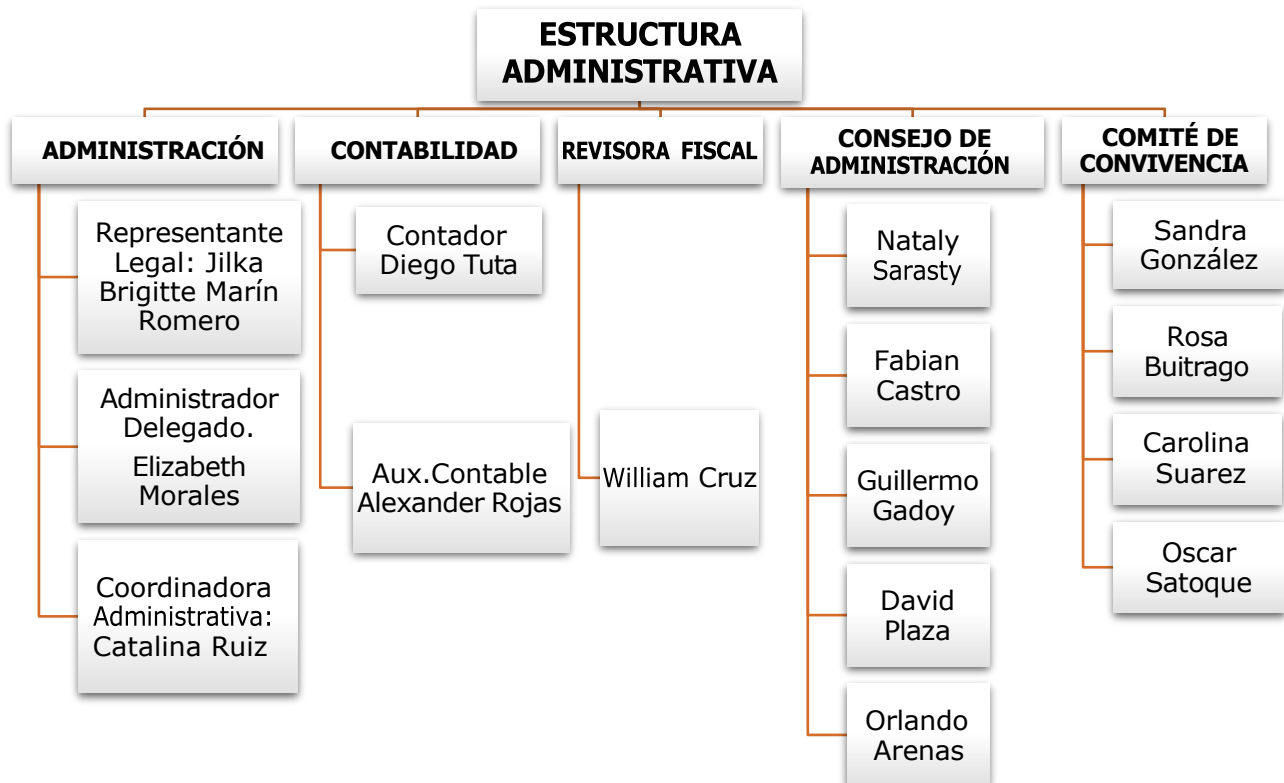 ESTRUCTURA
ADMINISTRATIVA
ADMINISTRACIÓN
Representante
Legal: Jilka
Brigitte Marín
Romero
Administrador
Delegado.
Elizabeth
Morales
Coordinadora
Administrativa:
Catalina Ruiz
CONTABILIDAD
Contador
Diego Tuta
Aux.Contable
Alexander Rojas
REVISORA FISCAL
William Cruz
CONSEJO DE
ADMINISTRACIÓN
Nataly
Sarasty
Fabian
Castro
Guillermo
Gadoy
David
Plaza
Orlando
Arenas
COMITÉ DE
CONVIVENCIA
Sandra
González
Rosa
Buitrago
Carolina
Suarez
Oscar
Satoque